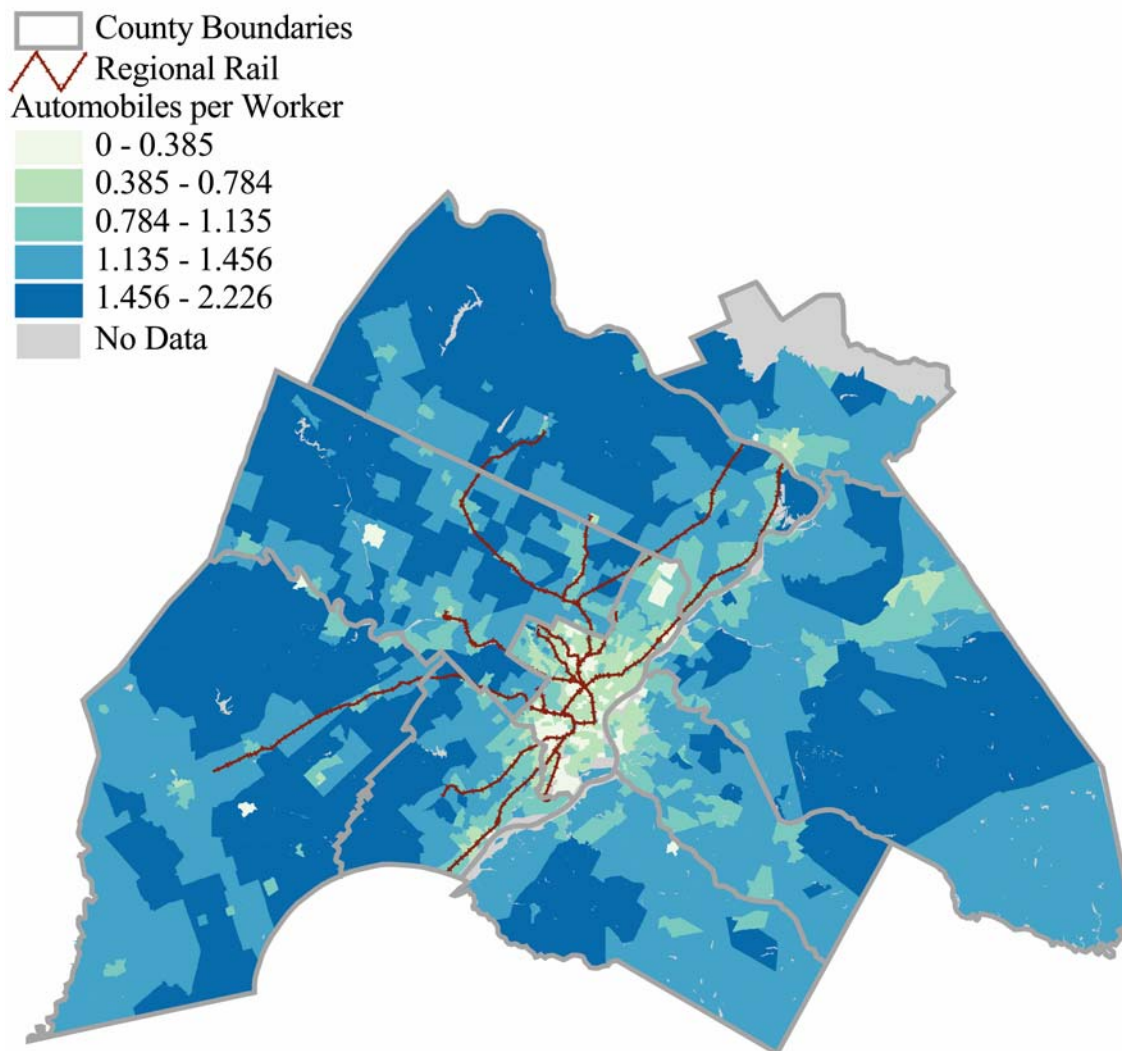 County Boundaries
Regional Rail
Automobiles per Worker
0 - 0.385
0.385 - 0.784
0.784 - 1.135
1.135 - 1.456
1.456 - 2.226
No Data